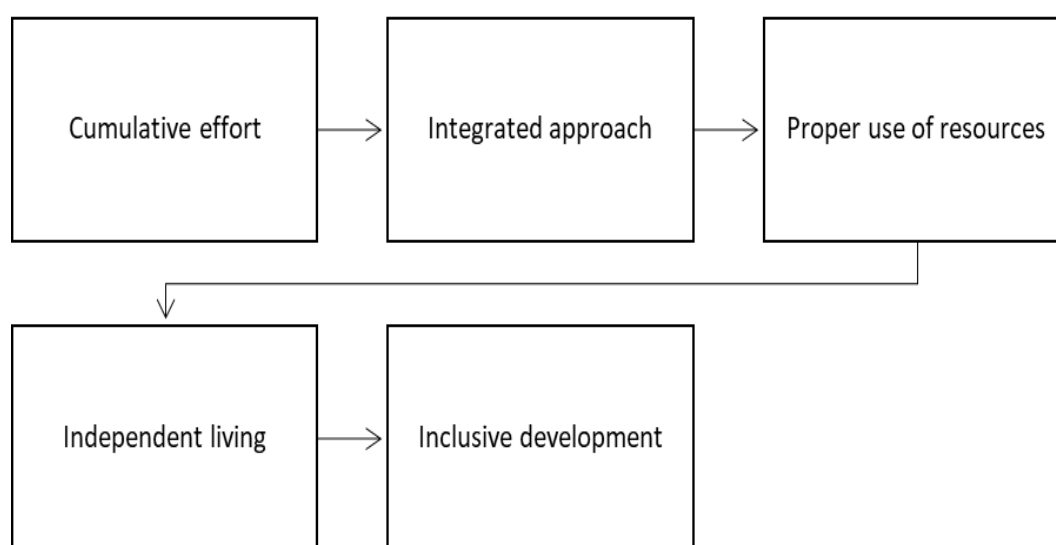 Cumulative effort
Integrated approach
Proper use of resources
Independent living
Inclusive development